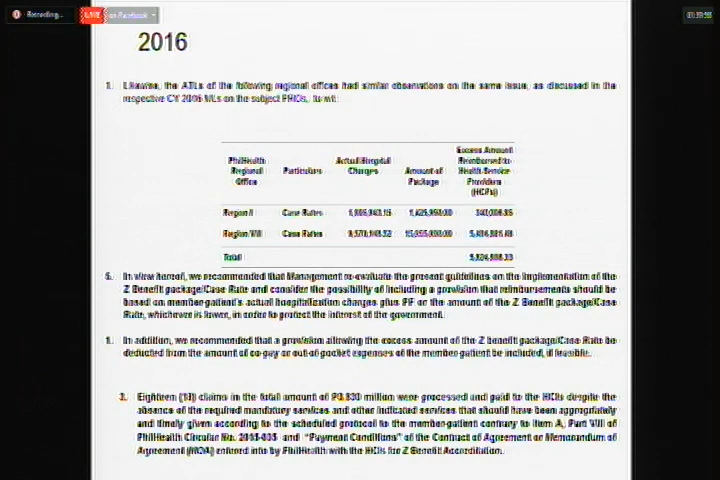 Recording...
LIVE on Facebook
2016
1. Likewise, the ATLs of the following regional offices had similar observations on the same issue, as discussed in the
respective CY 2016 MLs on the subject PROs, to wit:
PhilHealth Regional Office
Particulars
Actual Hospital Charges
Amount of Package
Excess Amount Reimbursed to Health Service Providers (HCPs)
Region I Case Rates
Region VIII Case Rates
Total
5. In view hereof, we recommended that Management re-evaluate the present guidelines on the implementation of the
Z Benefit package/Case Rate and consider the possibility of including a provision that reimbursements should be
based on member-patient's actual hospitalization charges plus PF or the amount of the Z Benefit package/Case
Rate, whichever is lower, in order to protect the interest of the government.
1. In addition, we recommended that a provision allowing the excess amount of the Z benefit package/Case Rate be
deducted from the amount of co-pay or out-of-pocket expenses of the member-patient be included, if feasible.
3. Eighteen (18) claims in the total amount of million were processed and paid to the HCIs despite the
absence of the required mandatory services and other indicated services that should have been appropriately
and timely given according to the scheduled protocol to the member-patient contrary to Item A, Part VIII of
PhilHealth Circular No. and "Payment Conditions" of the Contract of Agreement or Memorandum of
Agreement (MOA) entered into by PhilHealth with the HCIs for Z Benefit Accreditation.